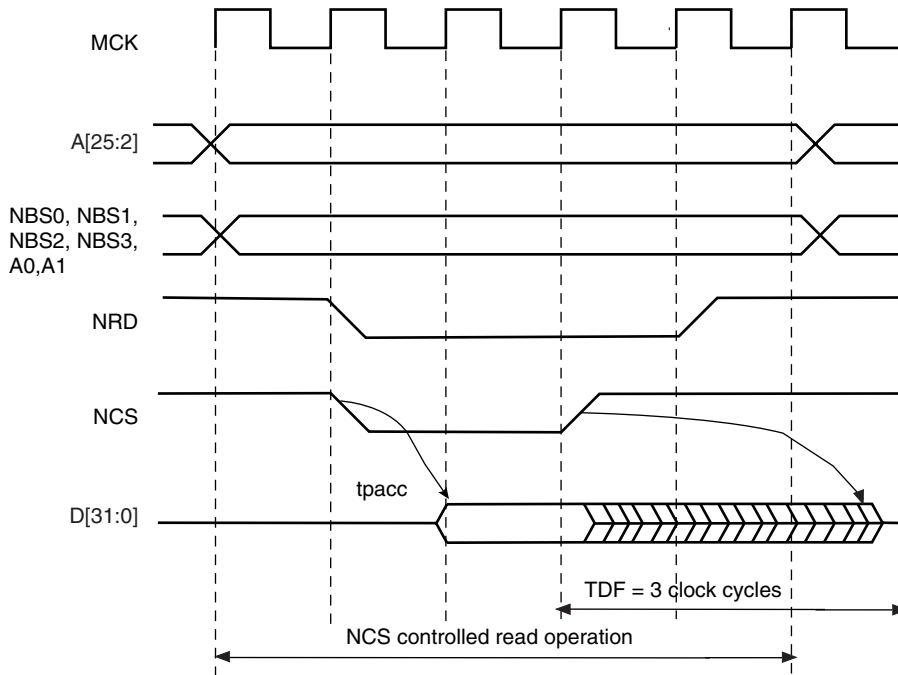 MCK
A[25:2]
NBS0, NBS1,
NBS2, NBS3,
A0,A1
NRD
NCS
tpacc
D[31:0]
TDF = 3 clock cycles
NCS controlled read operation